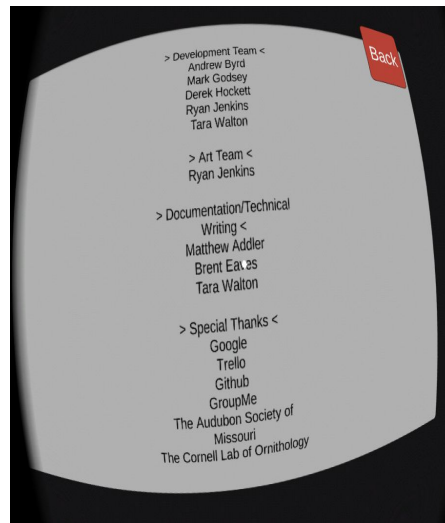 Back
> Development Team <
Andrew Byrd
Mark Godsey
Derek Hockett
Ryan Jenkins
Tara Walton
> Art Team <
Ryan Jenkins
> Documentation/Technical
Writing <
Matthew Addler
Brent Eaves
Tara Walton
> Special Thanks <
Google
Trello
Github
GroupMe
The Audubon Society of
Missouri
The Cornell Lab of Ornithology